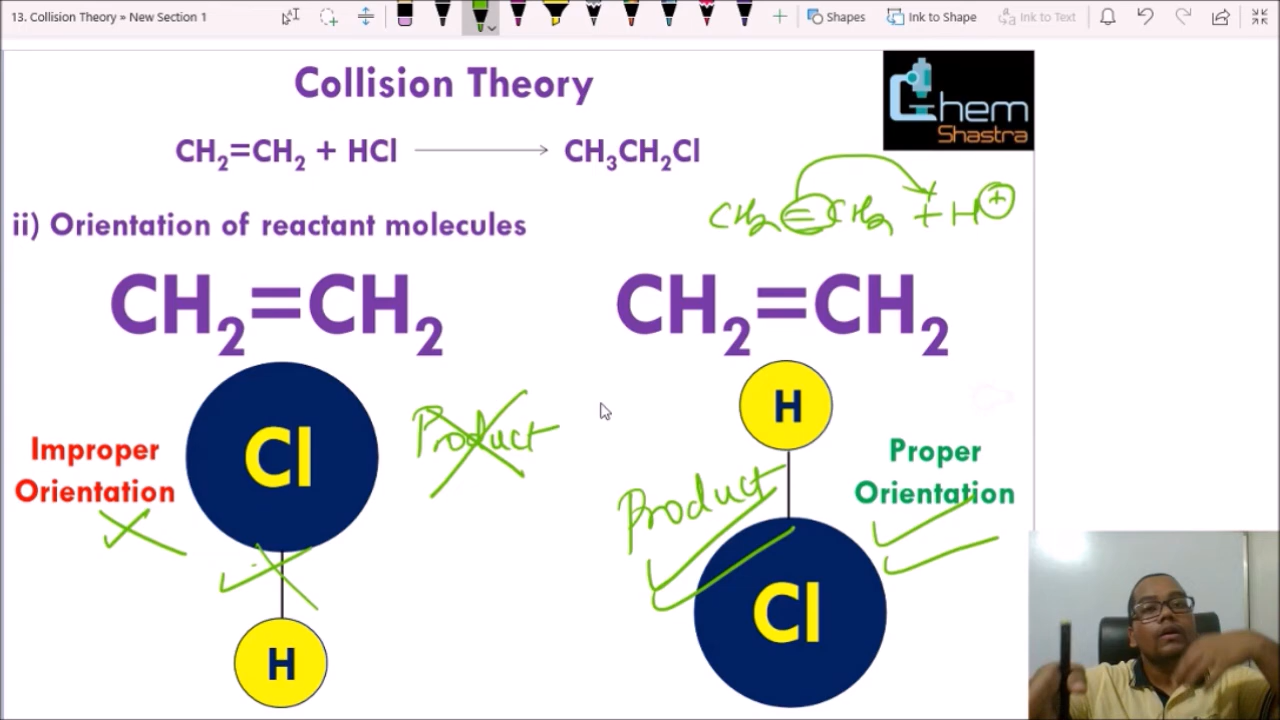 13. Collision Theory » New Section 1
Shapes
Ink to Shape
Ink to Text
Collision Theory
Chem
Shastra
CH₂=CH₂ + HCl ⟶ CH₃CH₂Cl
CH₂=CH₂ + H⊕
ii) Orientation of reactant molecules
CH₂=CH₂
CH₂=CH₂
Cl
H
Product
H
Cl
Product
Improper
Orientation
Proper
Orientation